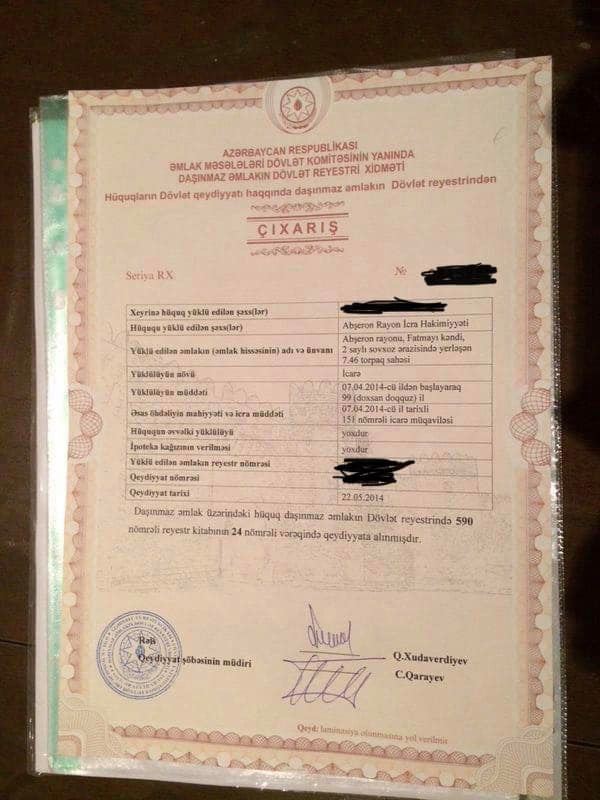 AZƏRBAYCAN RESPUBLİKASI
ƏMLAK MƏSƏLƏLƏRİ DÖVLƏT KOMİTƏSİNİN YANINDA
DAŞINMAZ ƏMLAKIN DÖVLƏT REYESTRİ XİDMƏTİ
Hüquqların Dövlət qeydiyyatı haqqında daşınmaz əmlakın Dövlət reyestrindən
ÇIXARIŞ
Seriya RX №
Xeyrinə hüquq yüklü edilən şəxs(lər)
Hüququ yüklü edilən şəxs(lər) Abşeron Rayon İcra Hakimiyyəti
Yüklü edilən əmlakın (əmlak hissəsinin) adı və ünvanı Abşeron rayonu, Fatmayı kəndi,
2 saylı sovxoz ərazisində yerləşən
7.46 torpaq sahəsi
Yüklülüyün növü İcarə
Yüklülüyün müddəti 07.04.2014-cü ildən başlayaraq
99 (doxsan doqquz) il
Əsas öhdəliyin mahiyyəti və icra müddəti 07.04.2014-cü il tarixli
151 nömrəli icarə müqaviləsi
Hüququn əvvəlki yüklülüyü yoxdur
İpoteka kağızının verilməsi yoxdur
Yüklü edilən əmlakın reyestr nömrəsi
Qeydiyyat nömrəsi
Qeydiyyat tarixi 22.05.2014
Daşınmaz əmlak üzərindəki hüquq daşınmaz əmlakın Dövlət reyestrində 590
nömrəli reyestr kitabının 24 nömrəli vərəqində qeydiyyata alınmışdır.
Rəis Q.Xudaverdiyev
Qeydiyyat şöbəsinin müdiri C.Qarayev
Qeyd: laminasiya olunmasına yol verilmir